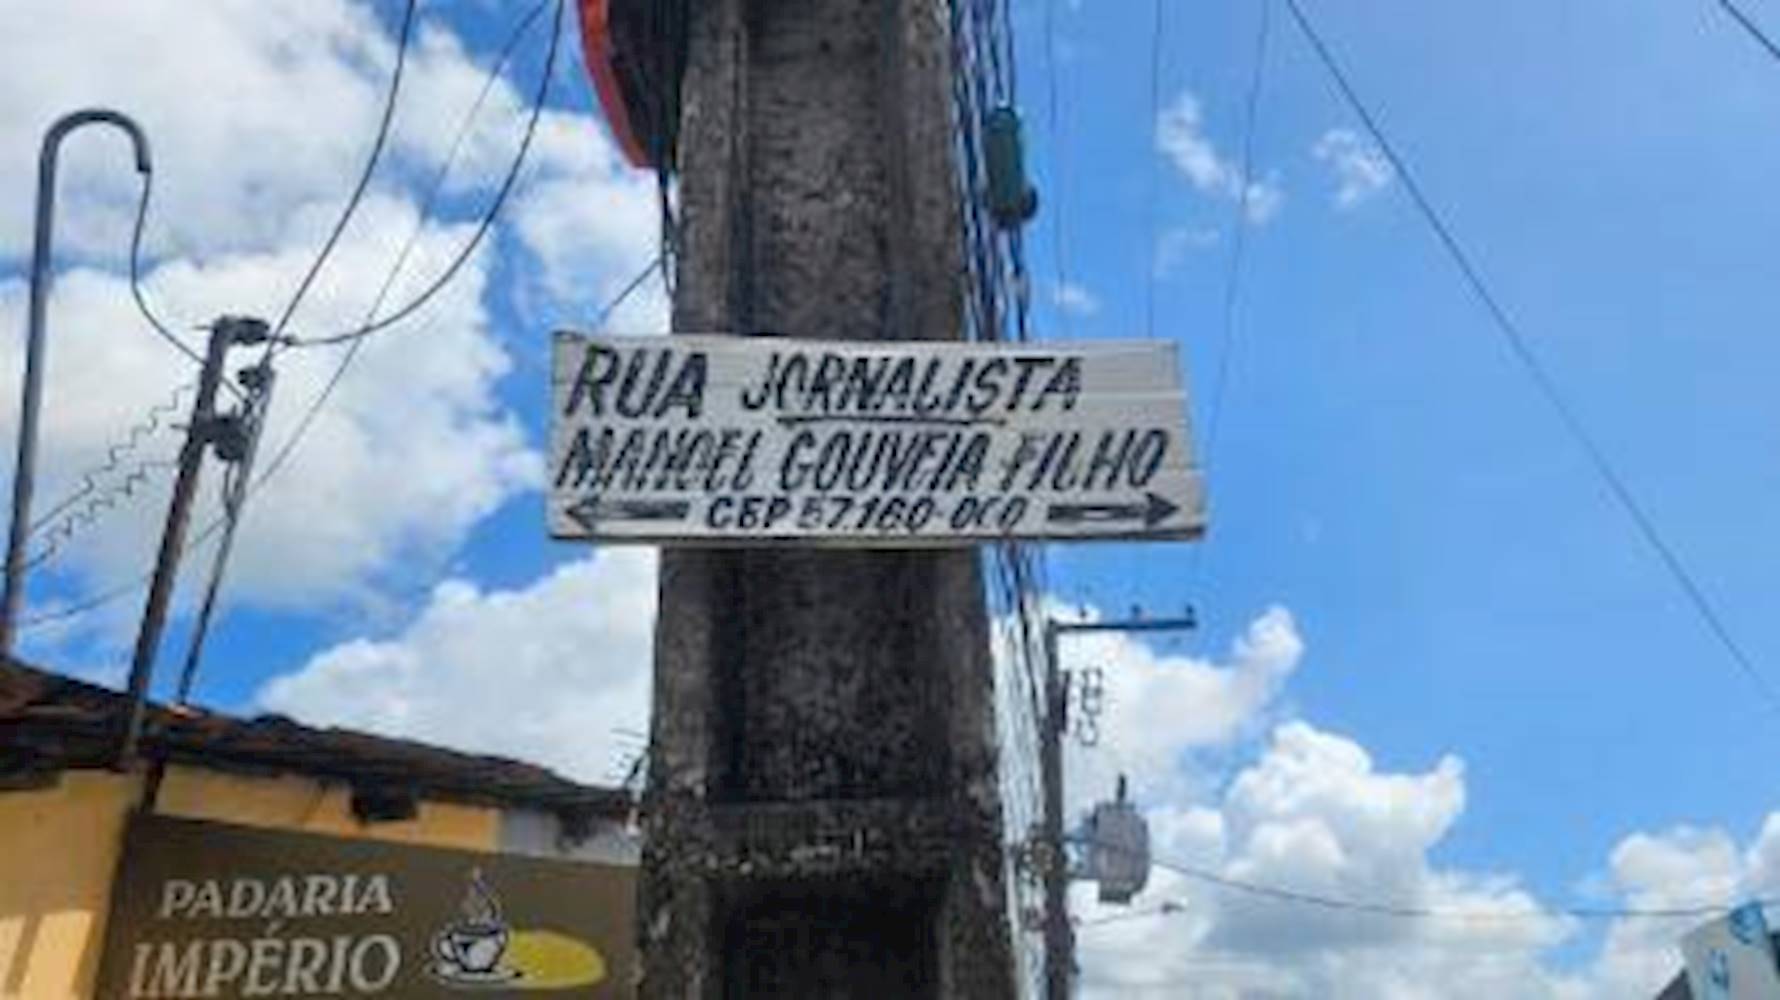 RUA JORNALISTA
MANOEL GOUVEIA FILHO
CEP 57.160-000
PADARIA
IMPÉRIO